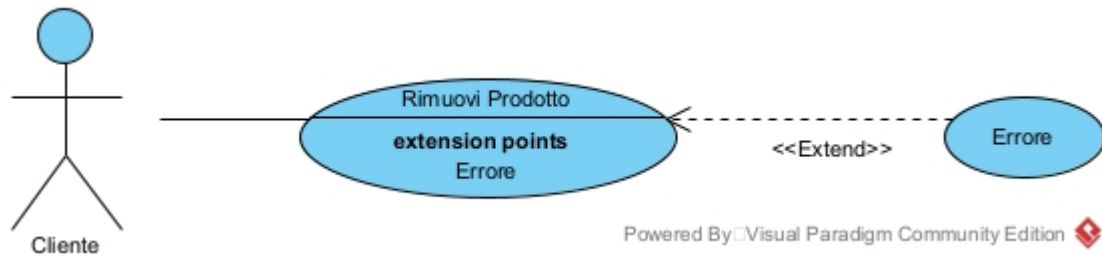 Rimuovi Prodotto
extension points
Errore
<<Extend>>
Errore
Cliente
Powered By□Visual Paradigm Community Edition